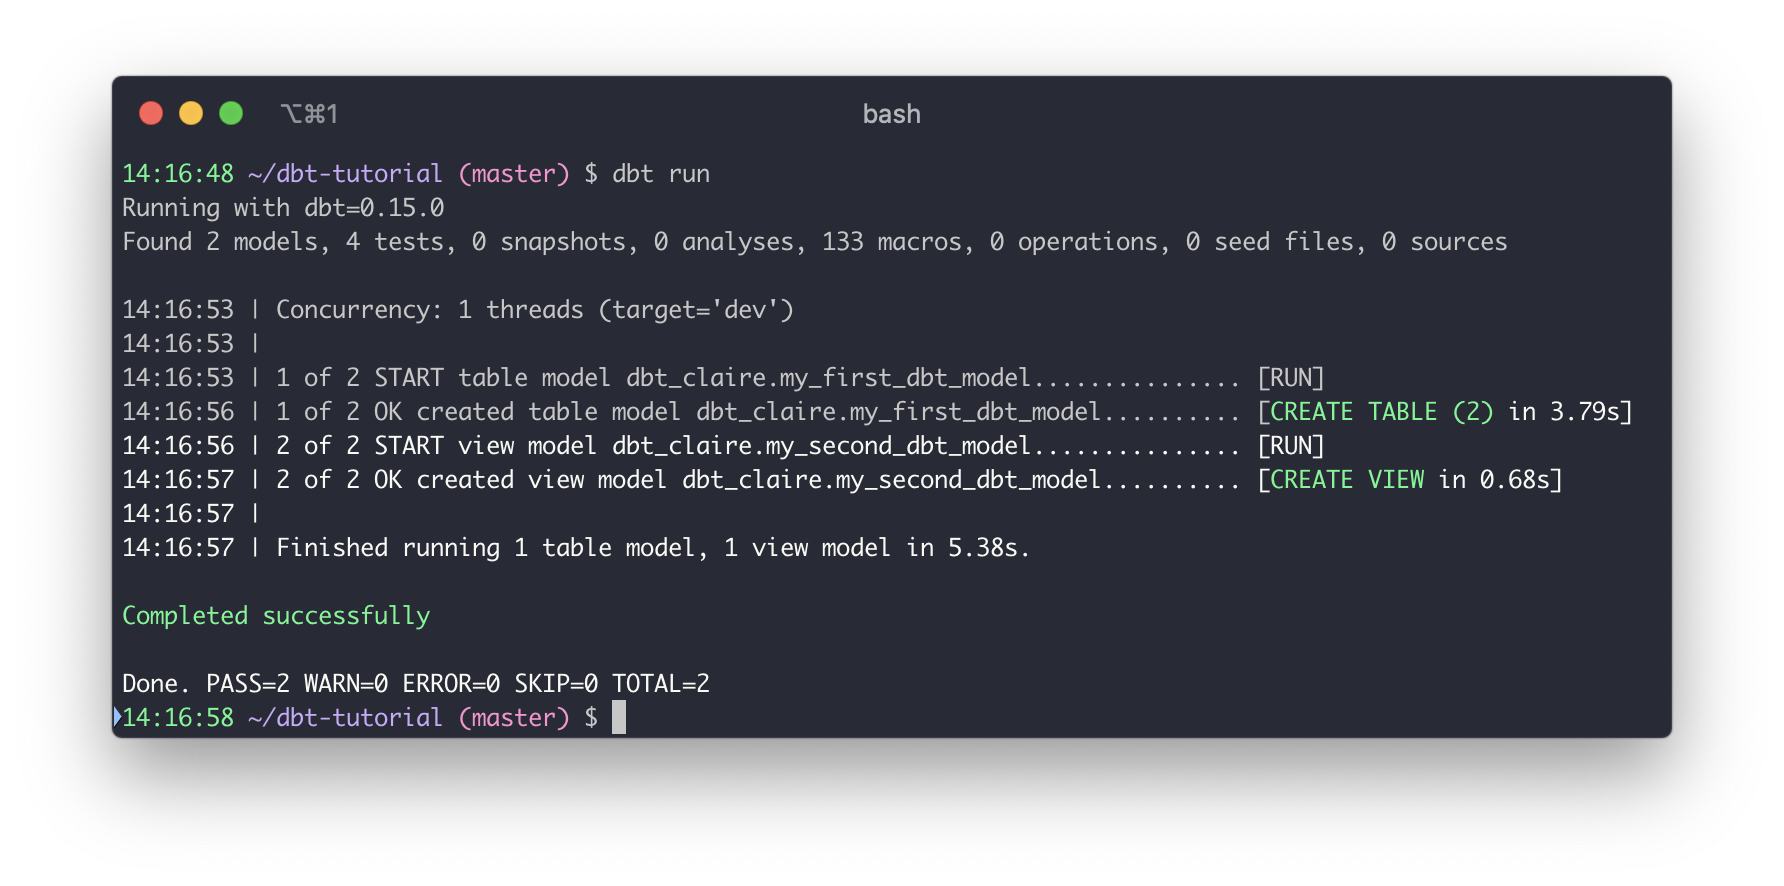 ⌥⌘1 bash
14:16:48 ~/dbt-tutorial (master) $ dbt run
Running with dbt=0.15.0
Found 2 models, 4 tests, 0 snapshots, 0 analyses, 133 macros, 0 operations, 0 seed files, 0 sources
14:16:53 | Concurrency: 1 threads (target='dev')
14:16:53 |
14:16:53 | 1 of 2 START table model dbt_claire.my_first_dbt_model............... [RUN]
14:16:56 | 1 of 2 OK created table model dbt_claire.my_first_dbt_model.......... [CREATE TABLE (2) in 3.79s]
14:16:56 | 2 of 2 START view model dbt_claire.my_second_dbt_model............... [RUN]
14:16:57 | 2 of 2 OK created view model dbt_claire.my_second_dbt_model.......... [CREATE VIEW in 0.68s]
14:16:57 |
14:16:57 | Finished running 1 table model, 1 view model in 5.38s.
Completed successfully
Done. PASS=2 WARN=0 ERROR=0 SKIP=0 TOTAL=2
14:16:58 ~/dbt-tutorial (master) $